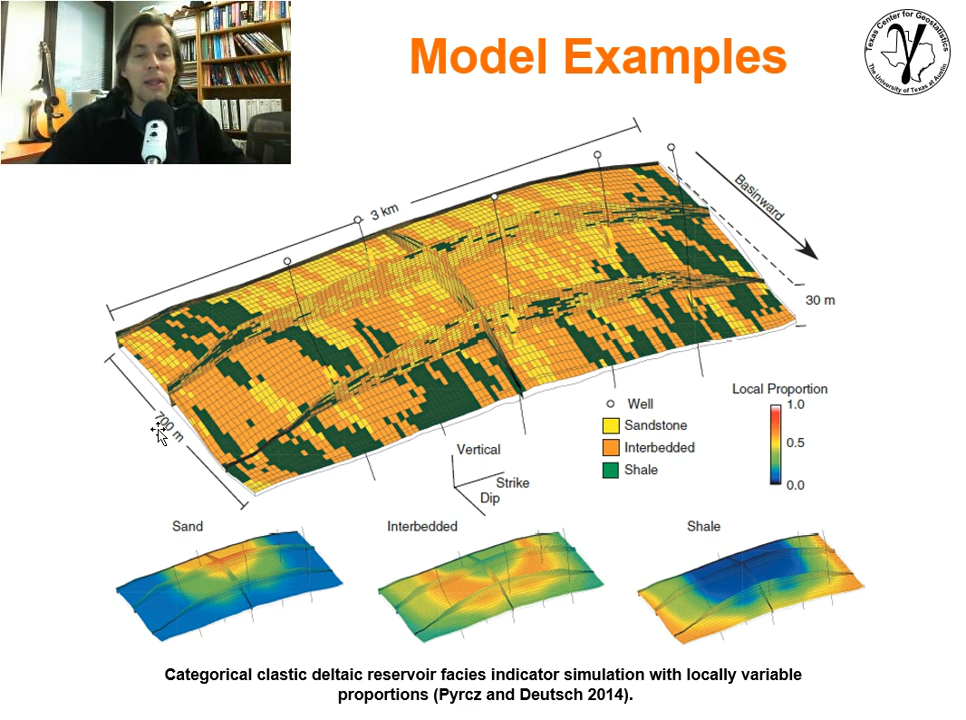 Model Examples
Texas Center for Geostatistics
The University of Texas at Austin
3 km
Basinward
30 m
700 m
Local Proportion
1.0
0.5
0.0
Well
Sandstone
Interbedded
Shale
Vertical
Strike
Dip
Sand
Interbedded
Shale
Categorical clastic deltaic reservoir facies indicator simulation with locally variable
proportions (Pyrcz and Deutsch 2014).